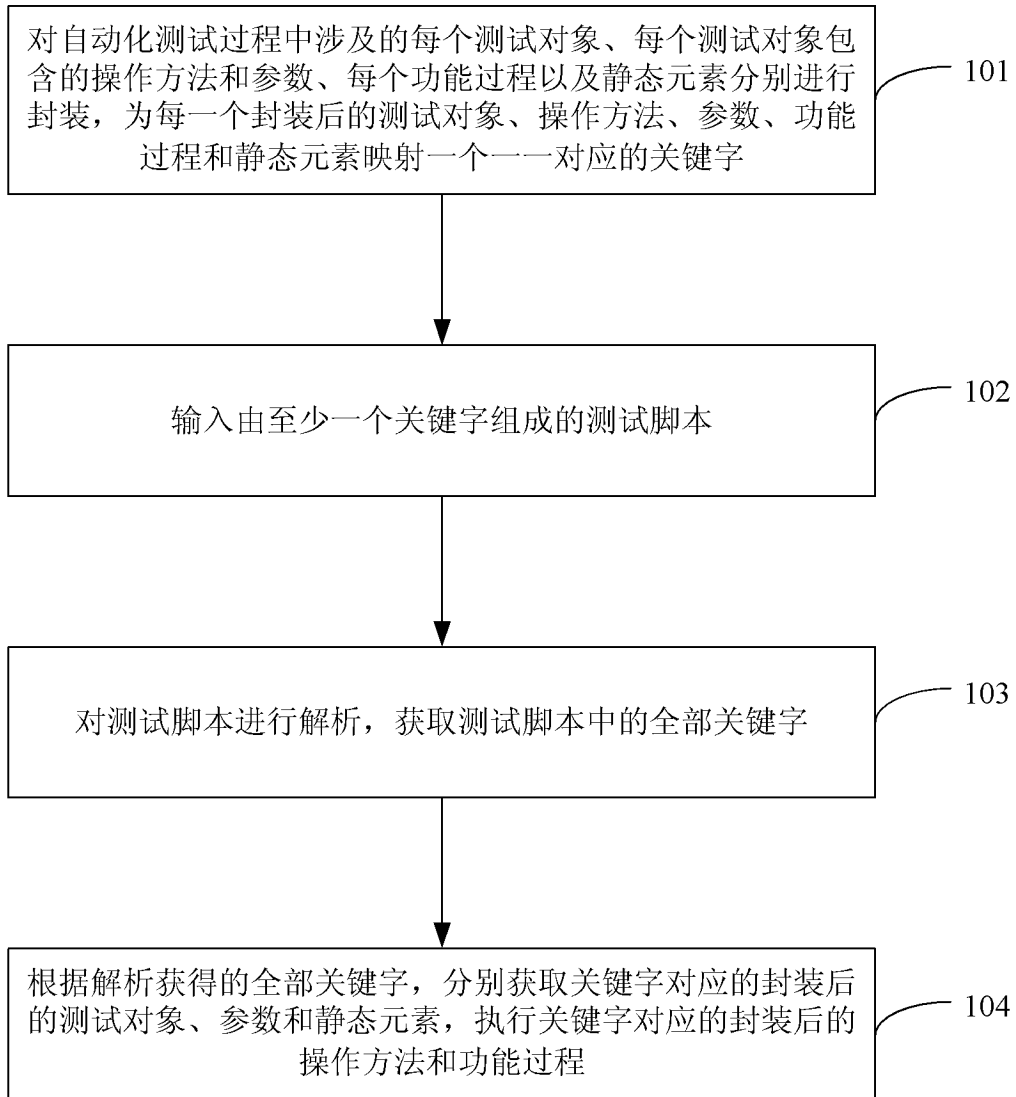 对自动化测试过程中涉及的每个测试对象、每个测试对象包
含的操作方法和参数、每个功能过程以及静态元素分别进行
封装，为每一个封装后的测试对象、操作方法、参数、功能
过程和静态元素映射一个一一对应的关键字
101
输入由至少一个关键字组成的测试脚本
102
对测试脚本进行解析，获取测试脚本中的全部关键字
103
根据解析获得的全部关键字，分别获取关键字对应的封装后
的测试对象、参数和静态元素，执行关键字对应的封装后的
操作方法和功能过程
104